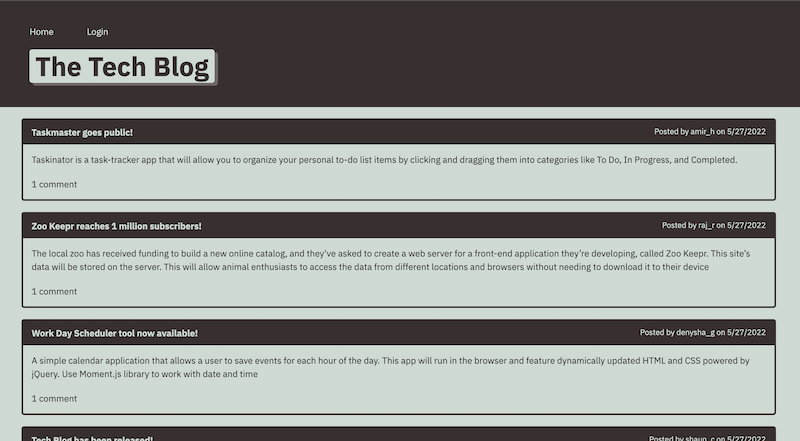 Home Login
The Tech Blog
Taskmaster goes public! Posted by amir_h on 5/27/2022
Taskinator is a task-tracker app that will allow you to organize your personal to-do list items by clicking and dragging them into categories like To Do, In Progress, and Completed.
1 comment
Zoo Keepr reaches 1 million subscribers! Posted by raj_r on 5/27/2022
The local zoo has received funding to build a new online catalog, and they've asked to create a web server for a front-end application they're developing, called Zoo Keepr. This site's
data will be stored on the server. This will allow animal enthusiasts to access the data from different locations and browsers without needing to download it to their device
1 comment
Work Day Scheduler tool now available! Posted by denysha_g on 5/27/2022
A simple calendar application that allows a user to save events for each hour of the day. This app will run in the browser and feature dynamically updated HTML and CSS powered by
jQuery. Use Moment.js library to work with date and time
1 comment
Tech Blog has been released! Posted by shaun_c on 5/27/2022